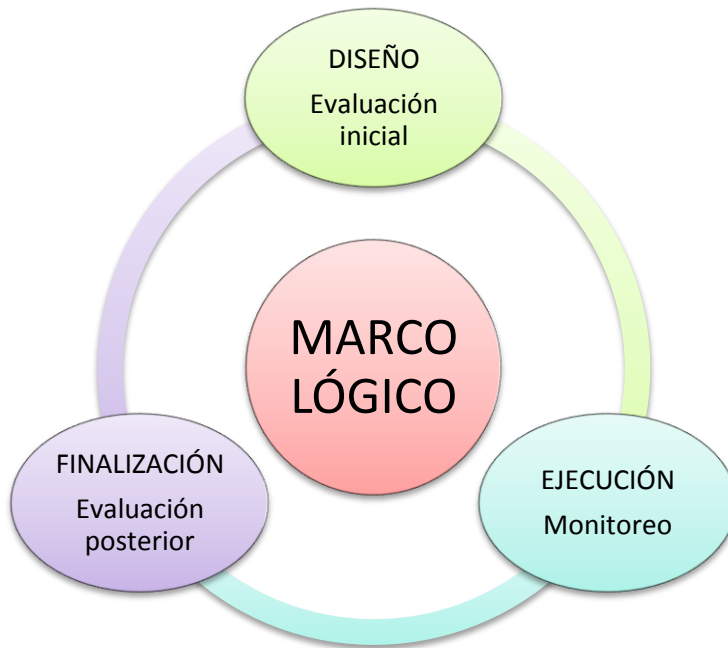 DISEÑO
Evaluación
inicial
MARCO
LÓGICO
FINALIZACIÓN
Evaluación
posterior
EJECUCIÓN
Monitoreo